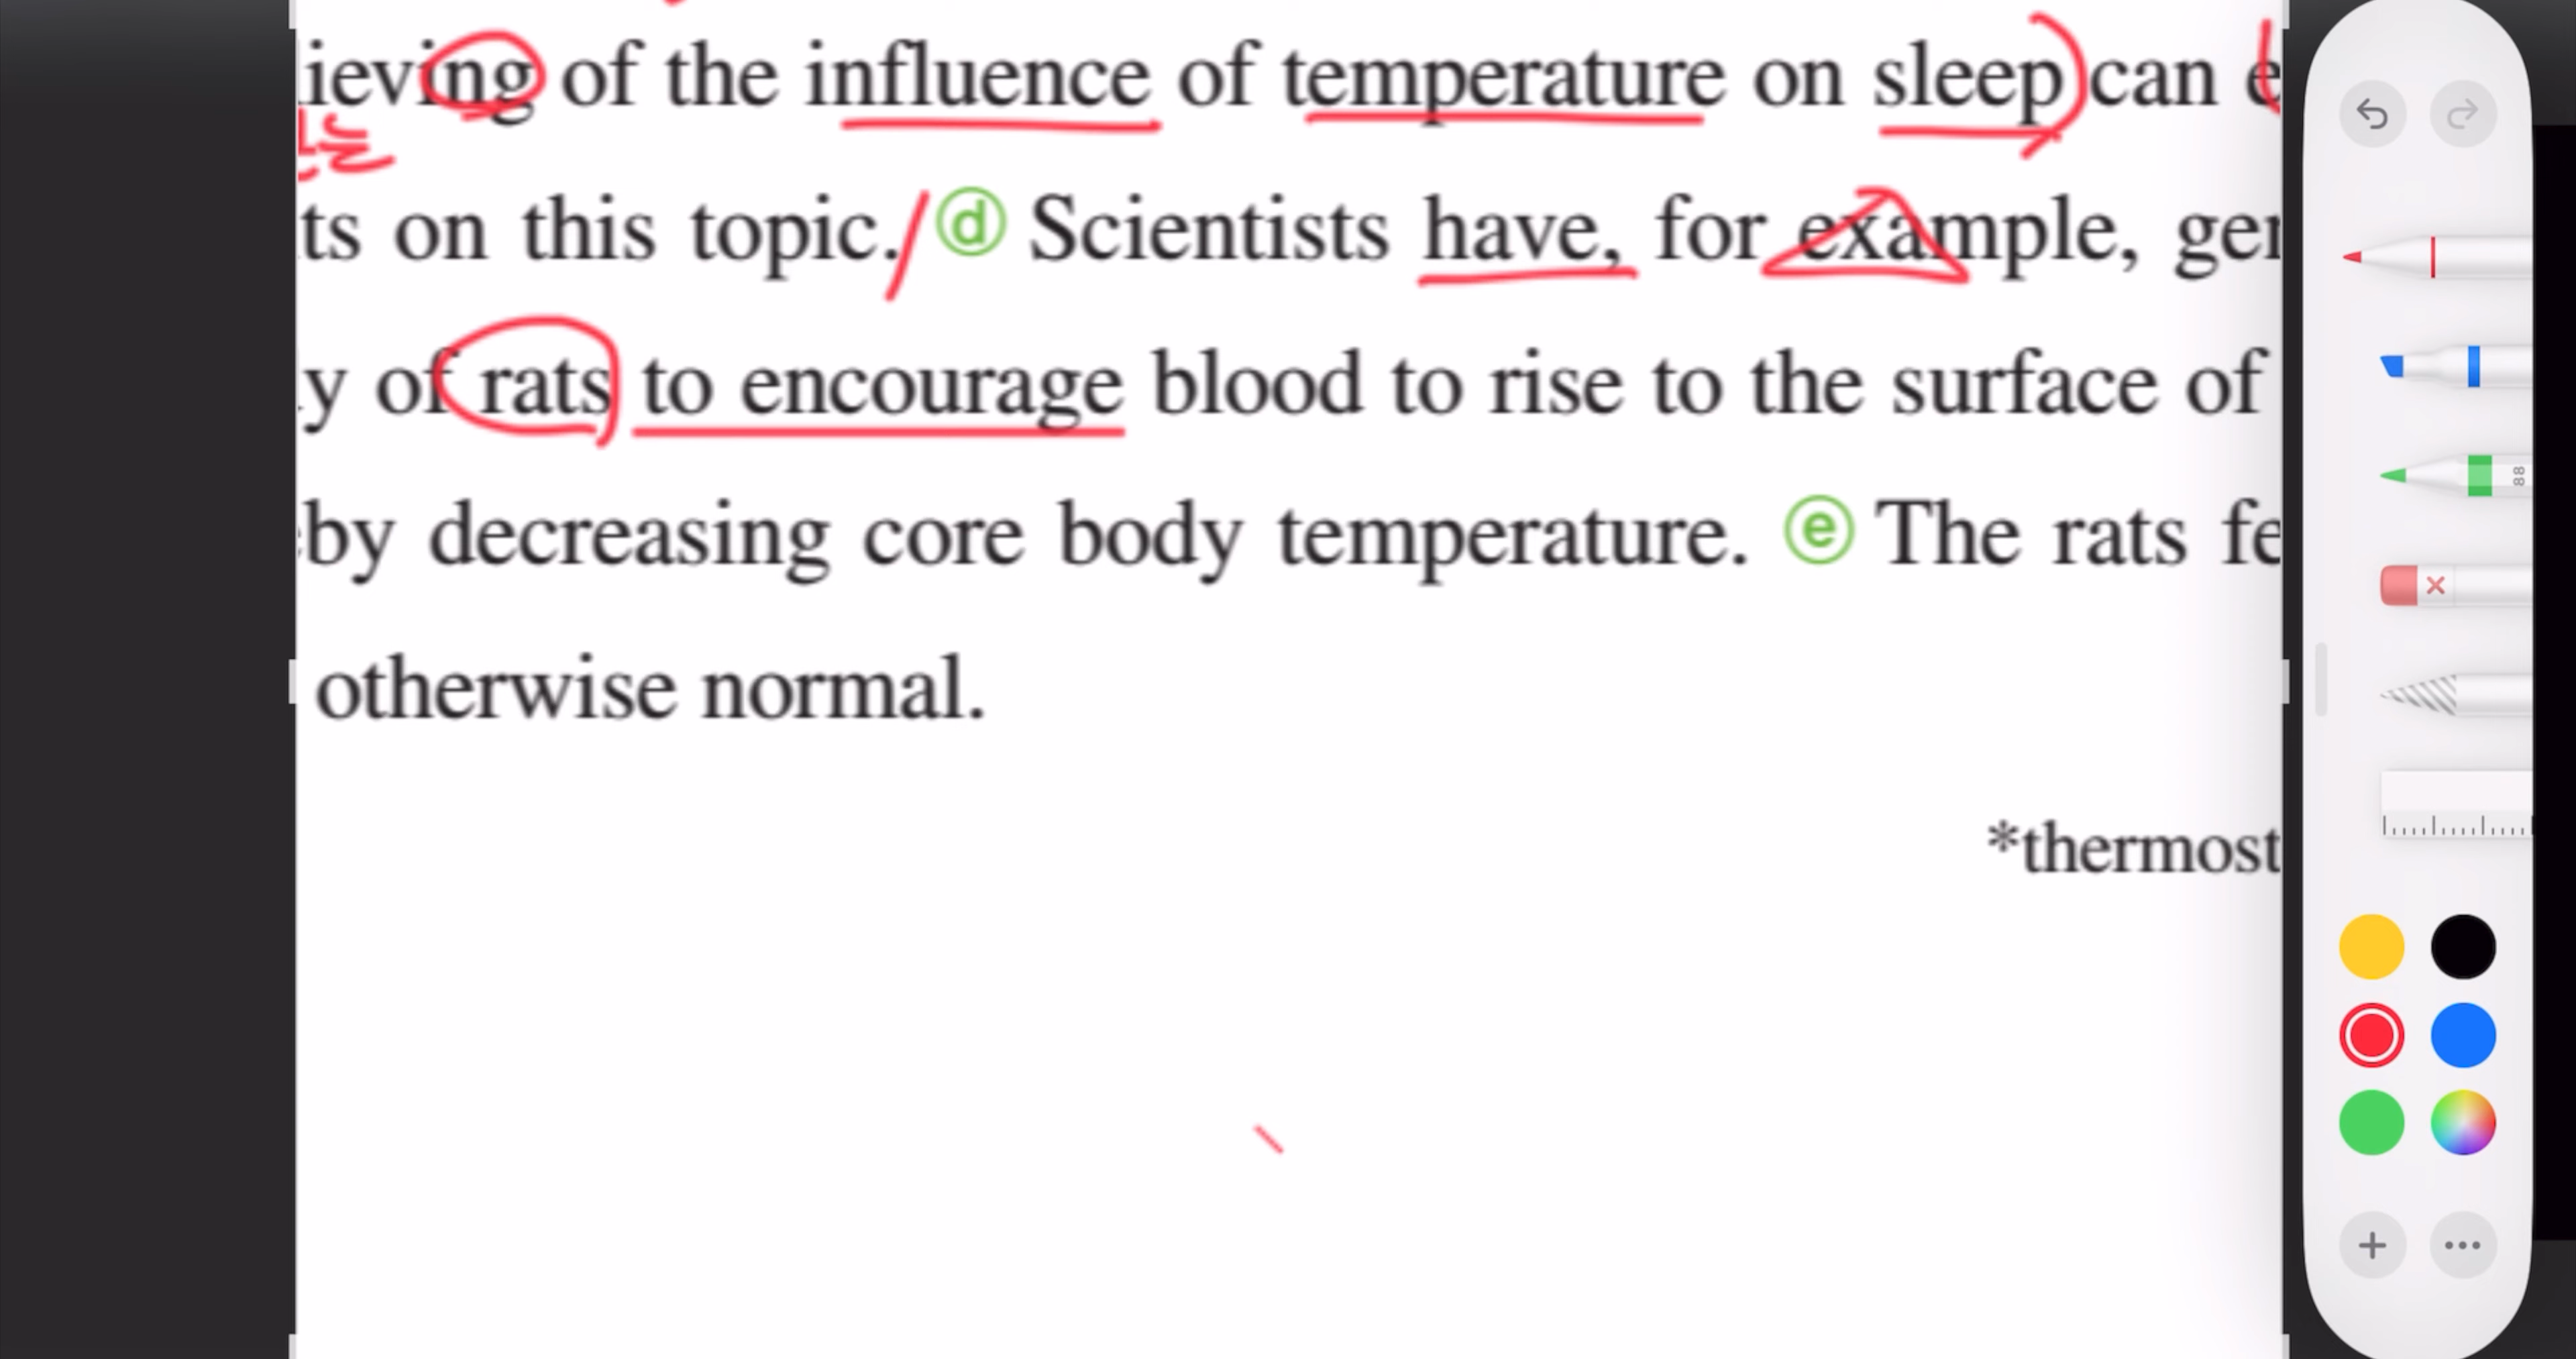 ieving of the influence of temperature on sleep can e
ts on this topic. ⓓ Scientists have, for example, ger
y of rats to encourage blood to rise to the surface of
by decreasing core body temperature. ⓔ The rats fe
otherwise normal.
*thermost
88